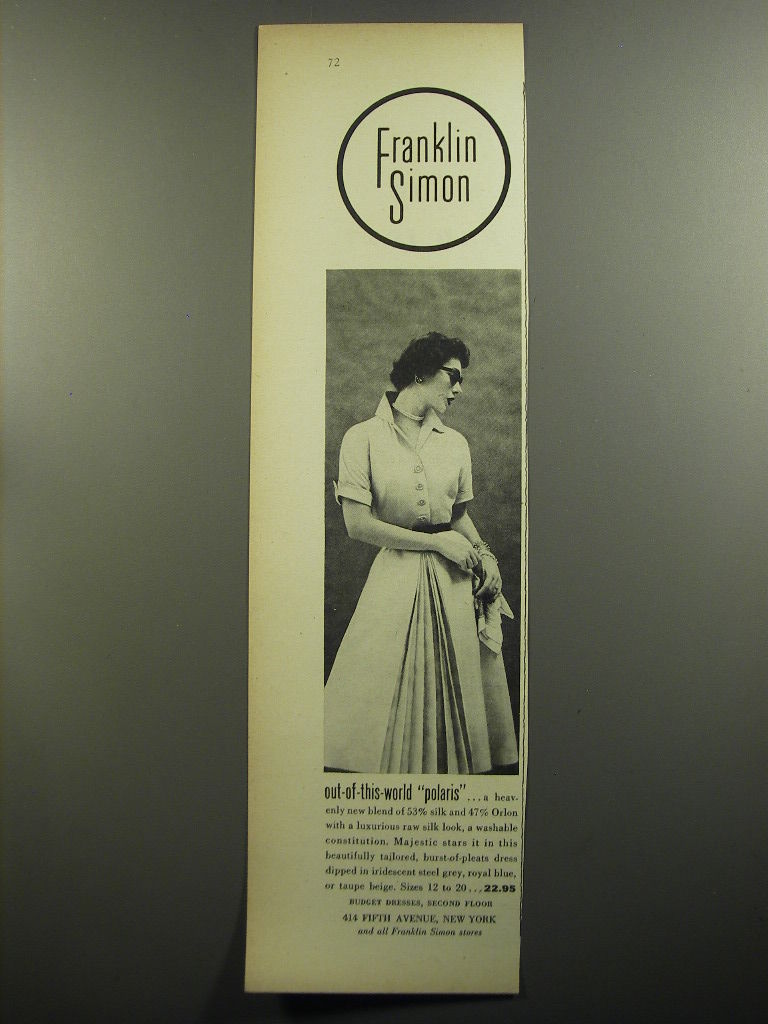 72
Franklin
Simon
out-of-this-world "polaris" ... a heav-
enly new blend of 53% silk and 47% Orlon
with a luxurious raw silk look, a washable
constitution. Majestic stars it in this
beautifully tailored, burst-of-pleats dress
dipped in iridescent steel grey, royal blue,
or taupe beige. Sizes 12 to 20 ... 22.95
BUDGET DRESSES, SECOND FLOOR
414 FIFTH AVENUE, NEW YORK
and all Franklin Simon stores